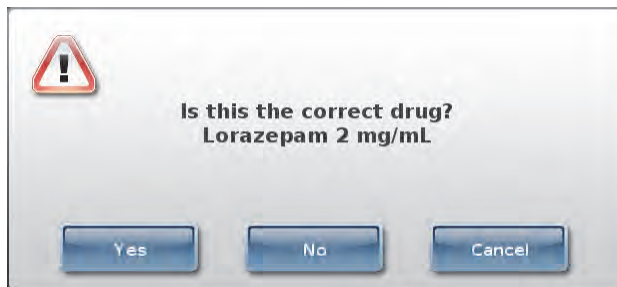 Is this the correct drug?
Lorazepam 2 mg/mL
Yes No Cancel